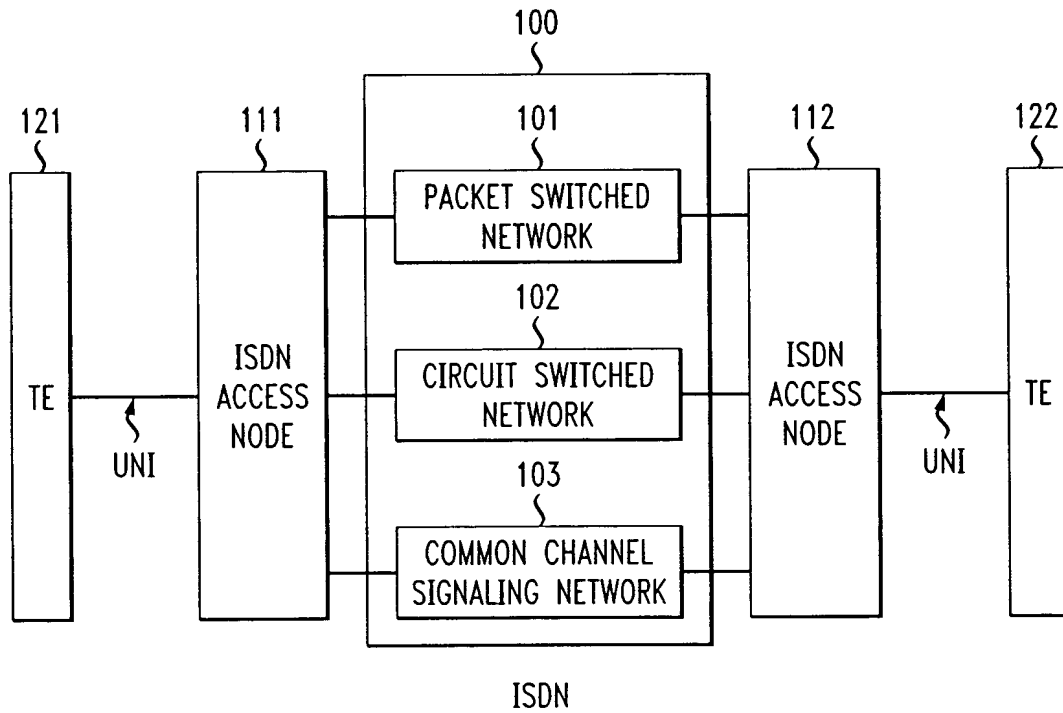 100
121
111
101
112
122
PACKET SWITCHED
NETWORK
102
TE
ISDN
ACCESS
NODE
CIRCUIT SWITCHED
NETWORK
ISDN
ACCESS
NODE
TE
UNI
UNI
103
COMMON CHANNEL
SIGNALING NETWORK
ISDN